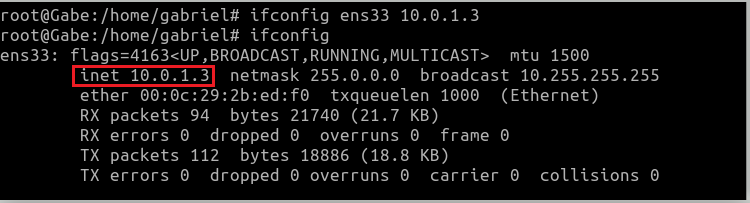 root@Gabe:/home/gabriel# ifconfig ens33 10.0.1.3
root@Gabe:/home/gabriel# ifconfig
ens33: flags=4163<UP,BROADCAST,RUNNING,MULTICAST>  mtu 1500
        inet 10.0.1.3  netmask 255.0.0.0  broadcast 10.255.255.255
        ether 00:0c:29:2b:ed:f0  txqueuelen 1000  (Ethernet)
        RX packets 94  bytes 21740 (21.7 KB)
        RX errors 0  dropped 0  overruns 0  frame 0
        TX packets 112  bytes 18886 (18.8 KB)
        TX errors 0  dropped 0 overruns 0  carrier 0  collisions 0